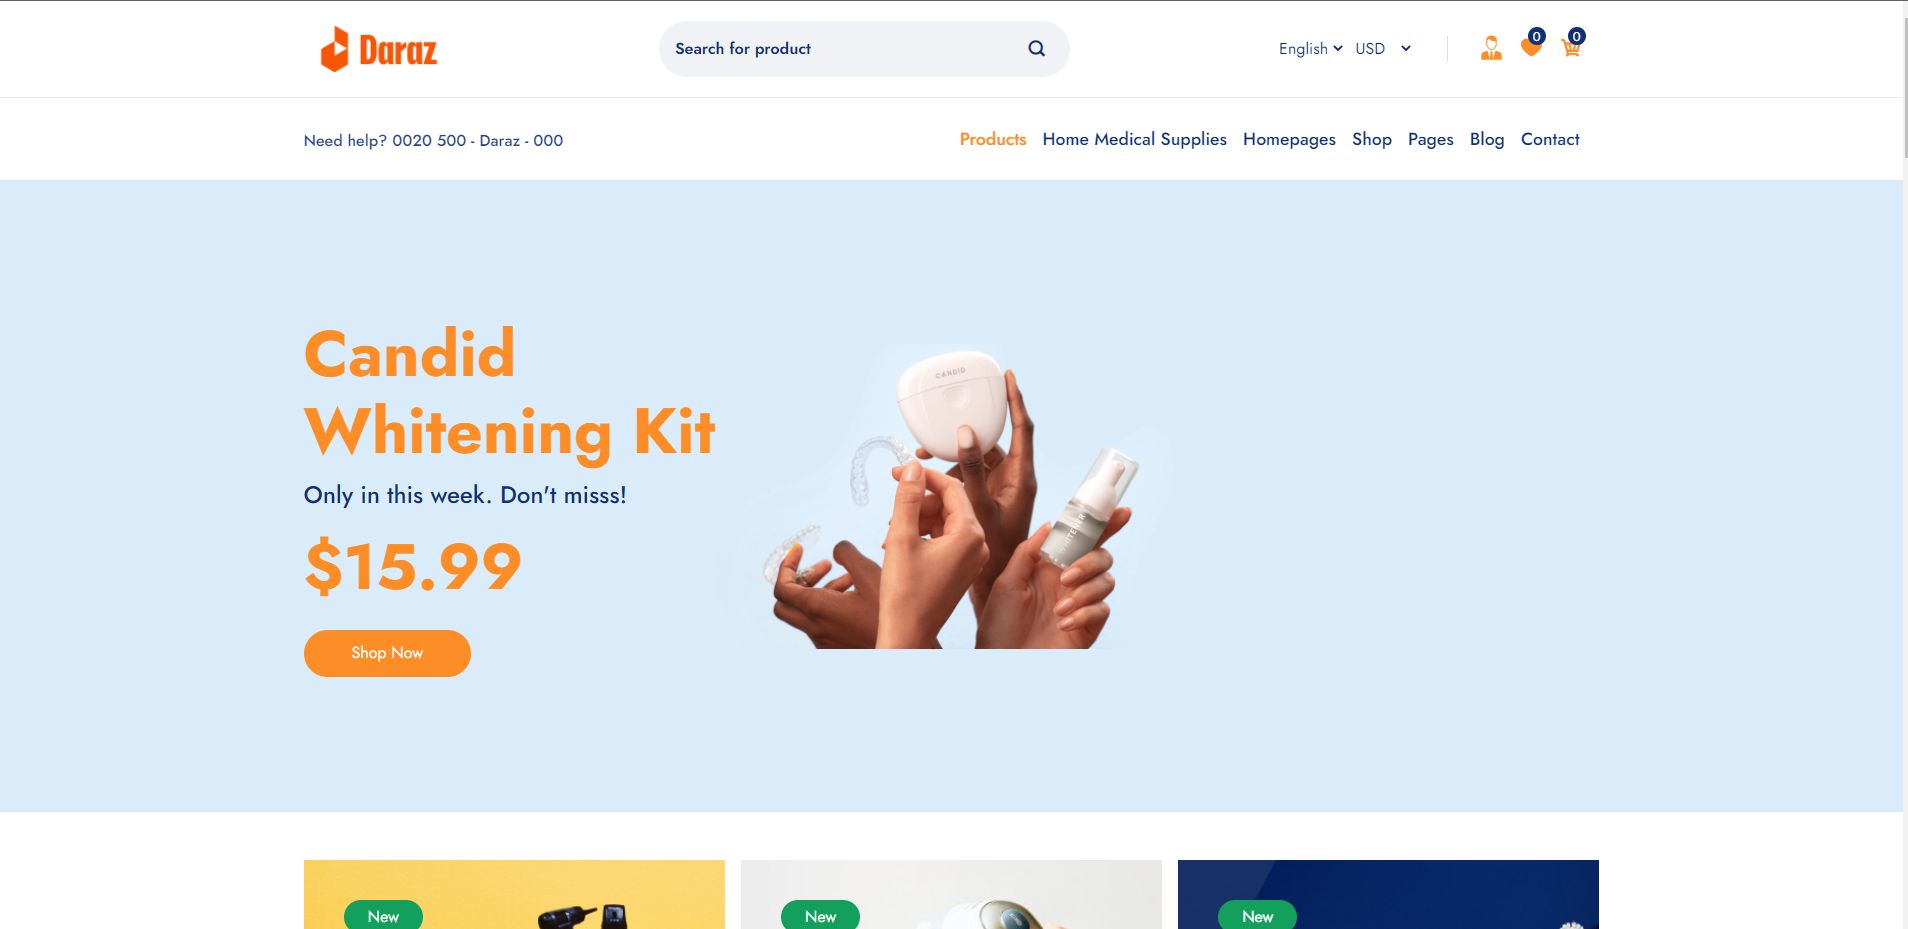 Daraz
Search for product
English USD
0 0
Need help? 0020 500 - Daraz - 000
Products Home Medical Supplies Homepages Shop Pages Blog Contact
Candid
Whitening Kit
Only in this week. Don't misss!
$15.99
Shop Now
CANDID
WHITENER
New New New